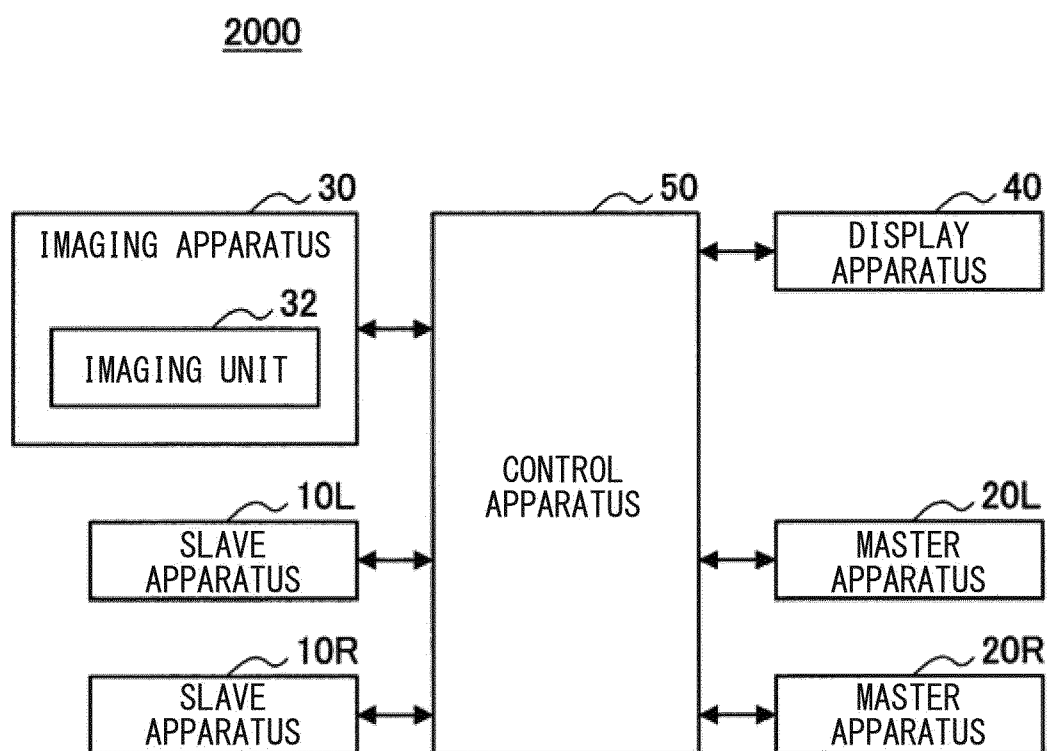 2000
30
IMAGING APPARATUS
32
IMAGING UNIT
50
CONTROL
APPARATUS
40
DISPLAY
APPARATUS
10L
SLAVE
APPARATUS
20L
MASTER
APPARATUS
10R
SLAVE
APPARATUS
20R
MASTER
APPARATUS